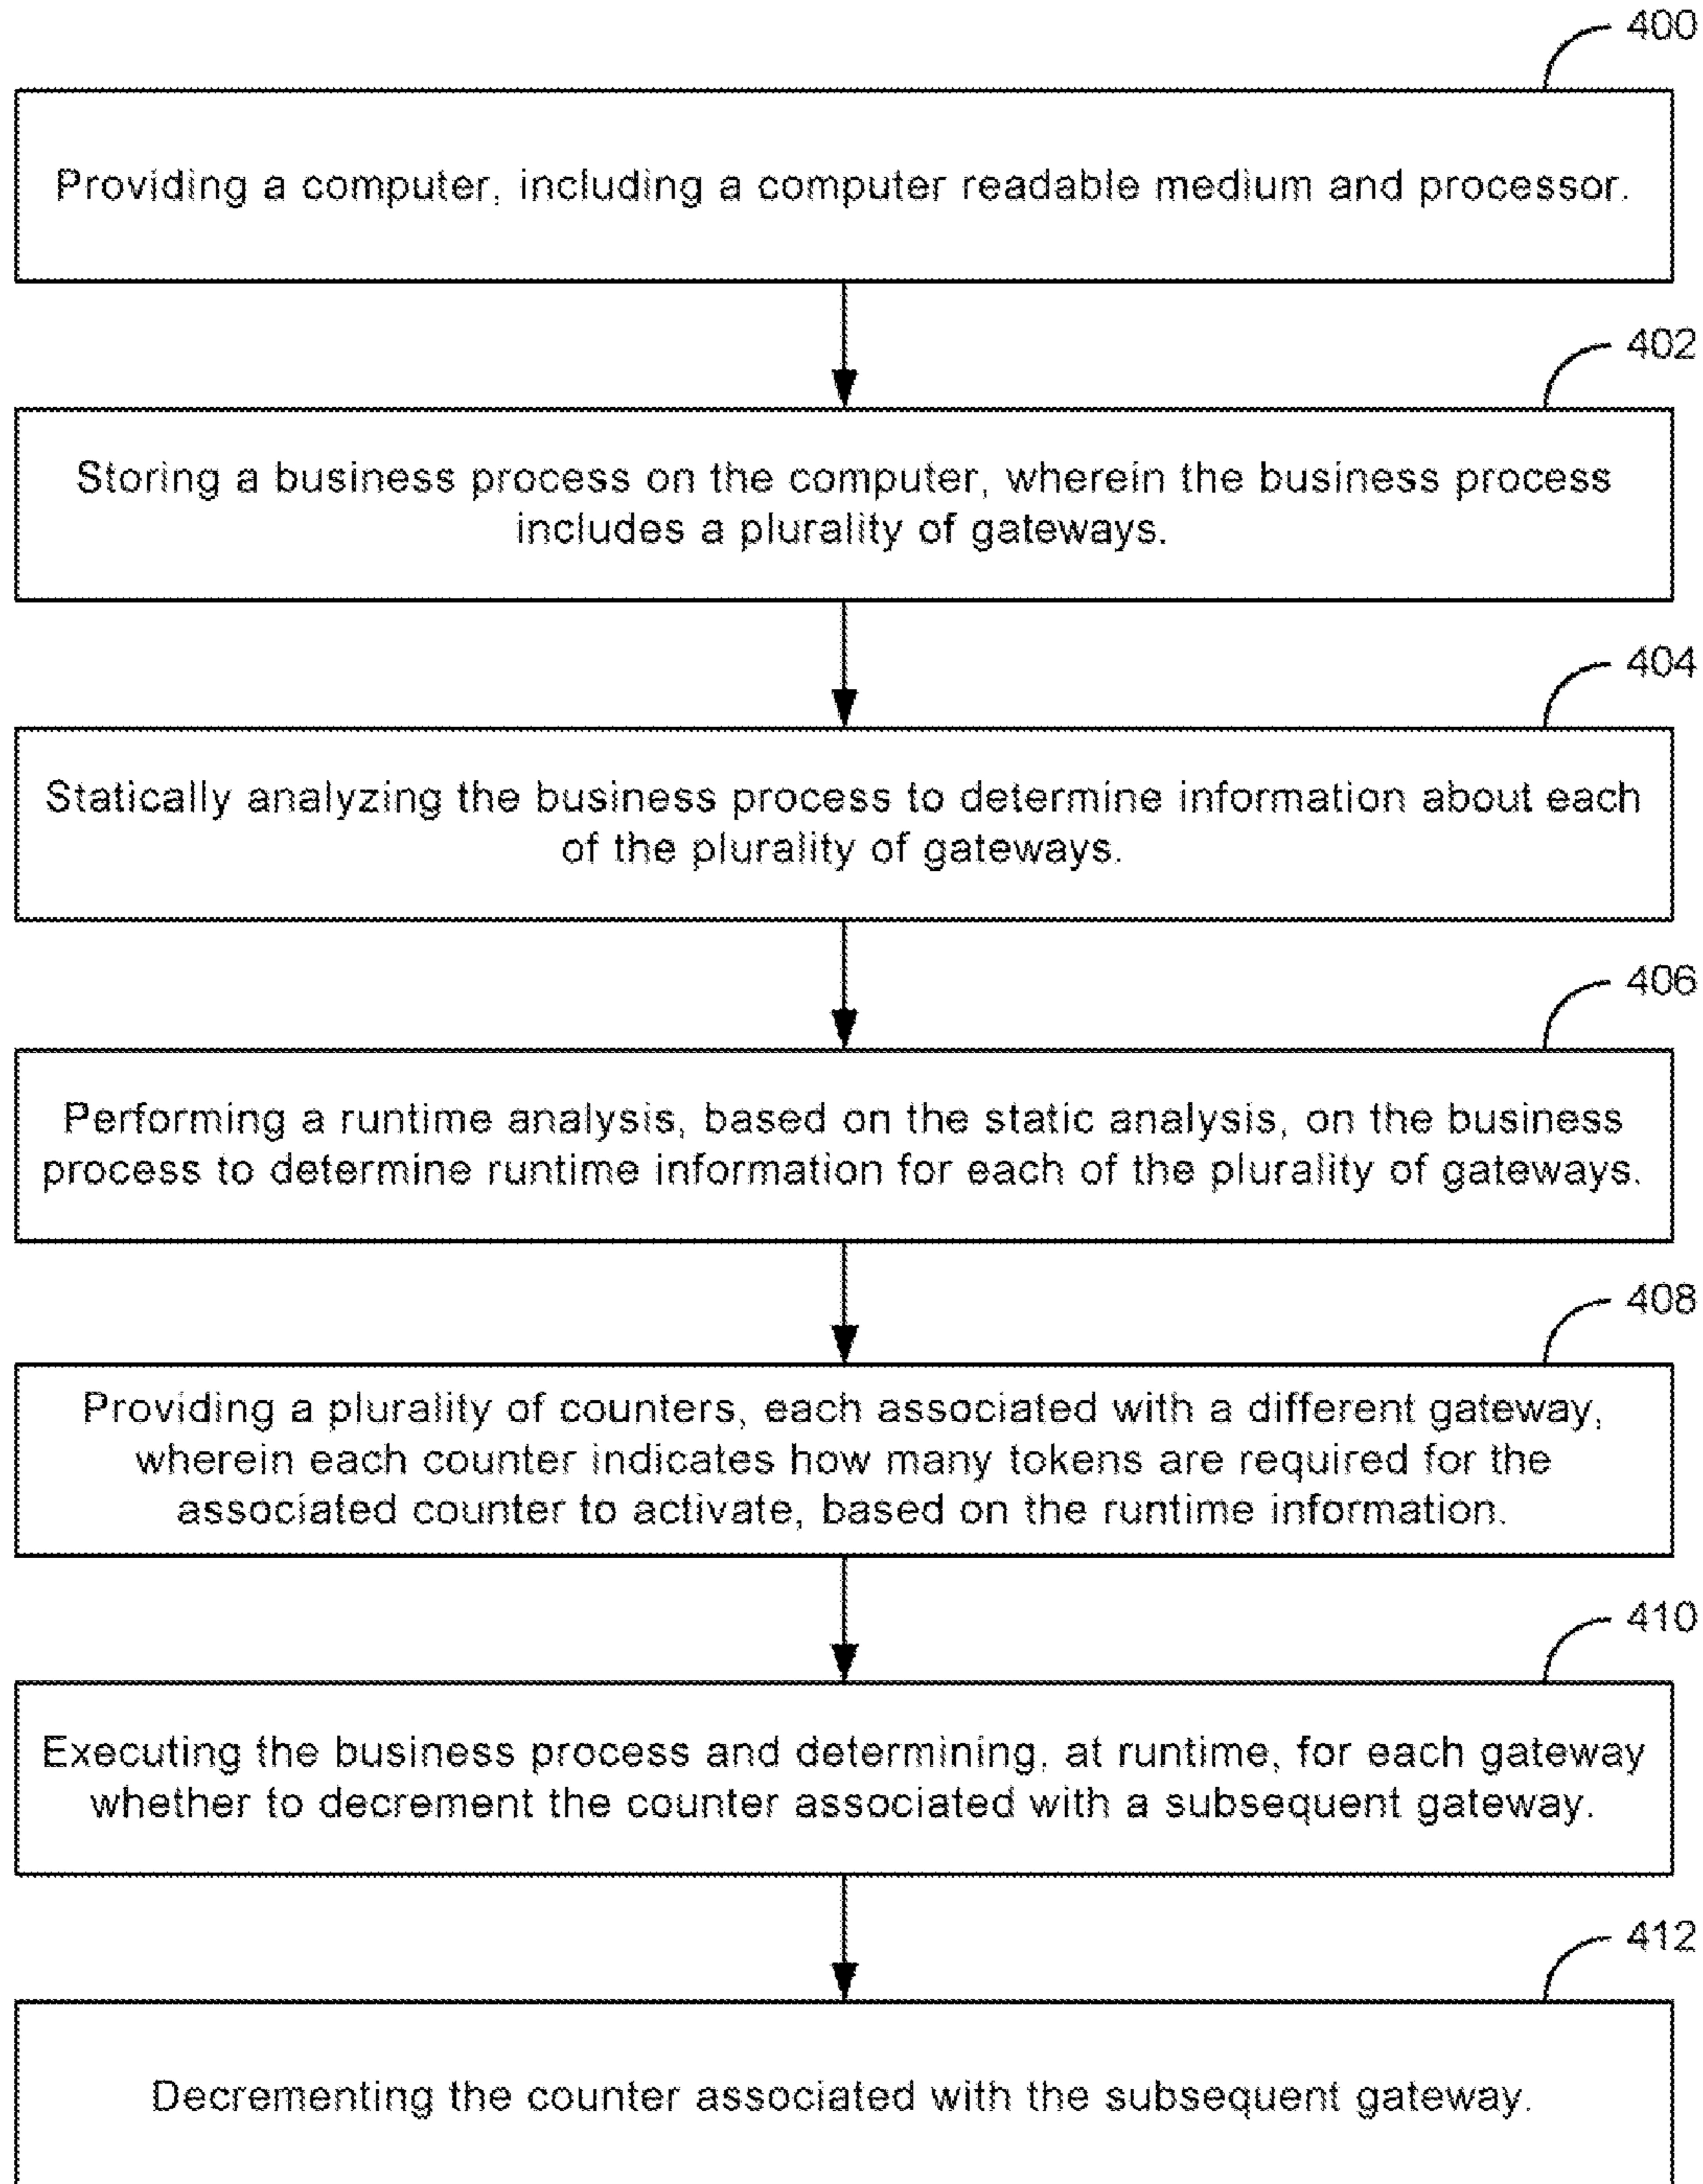 400
Providing a computer, including a computer readable medium and processor.
402
Storing a business process on the computer, wherein the business process
includes a plurality of gateways.
404
Statically analyzing the business process to determine information about each
of the plurality of gateways.
406
Performing a runtime analysis, based on the static analysis, on the business
process to determine runtime information for each of the plurality of gateways.
408
Providing a plurality of counters, each associated with a different gateway,
wherein each counter indicates how many tokens are required for the
associated counter to activate, based on the runtime information.
410
Executing the business process and determining, at runtime, for each gateway
whether to decrement the counter associated with a subsequent gateway.
412
Decrementing the counter associated with the subsequent gateway.